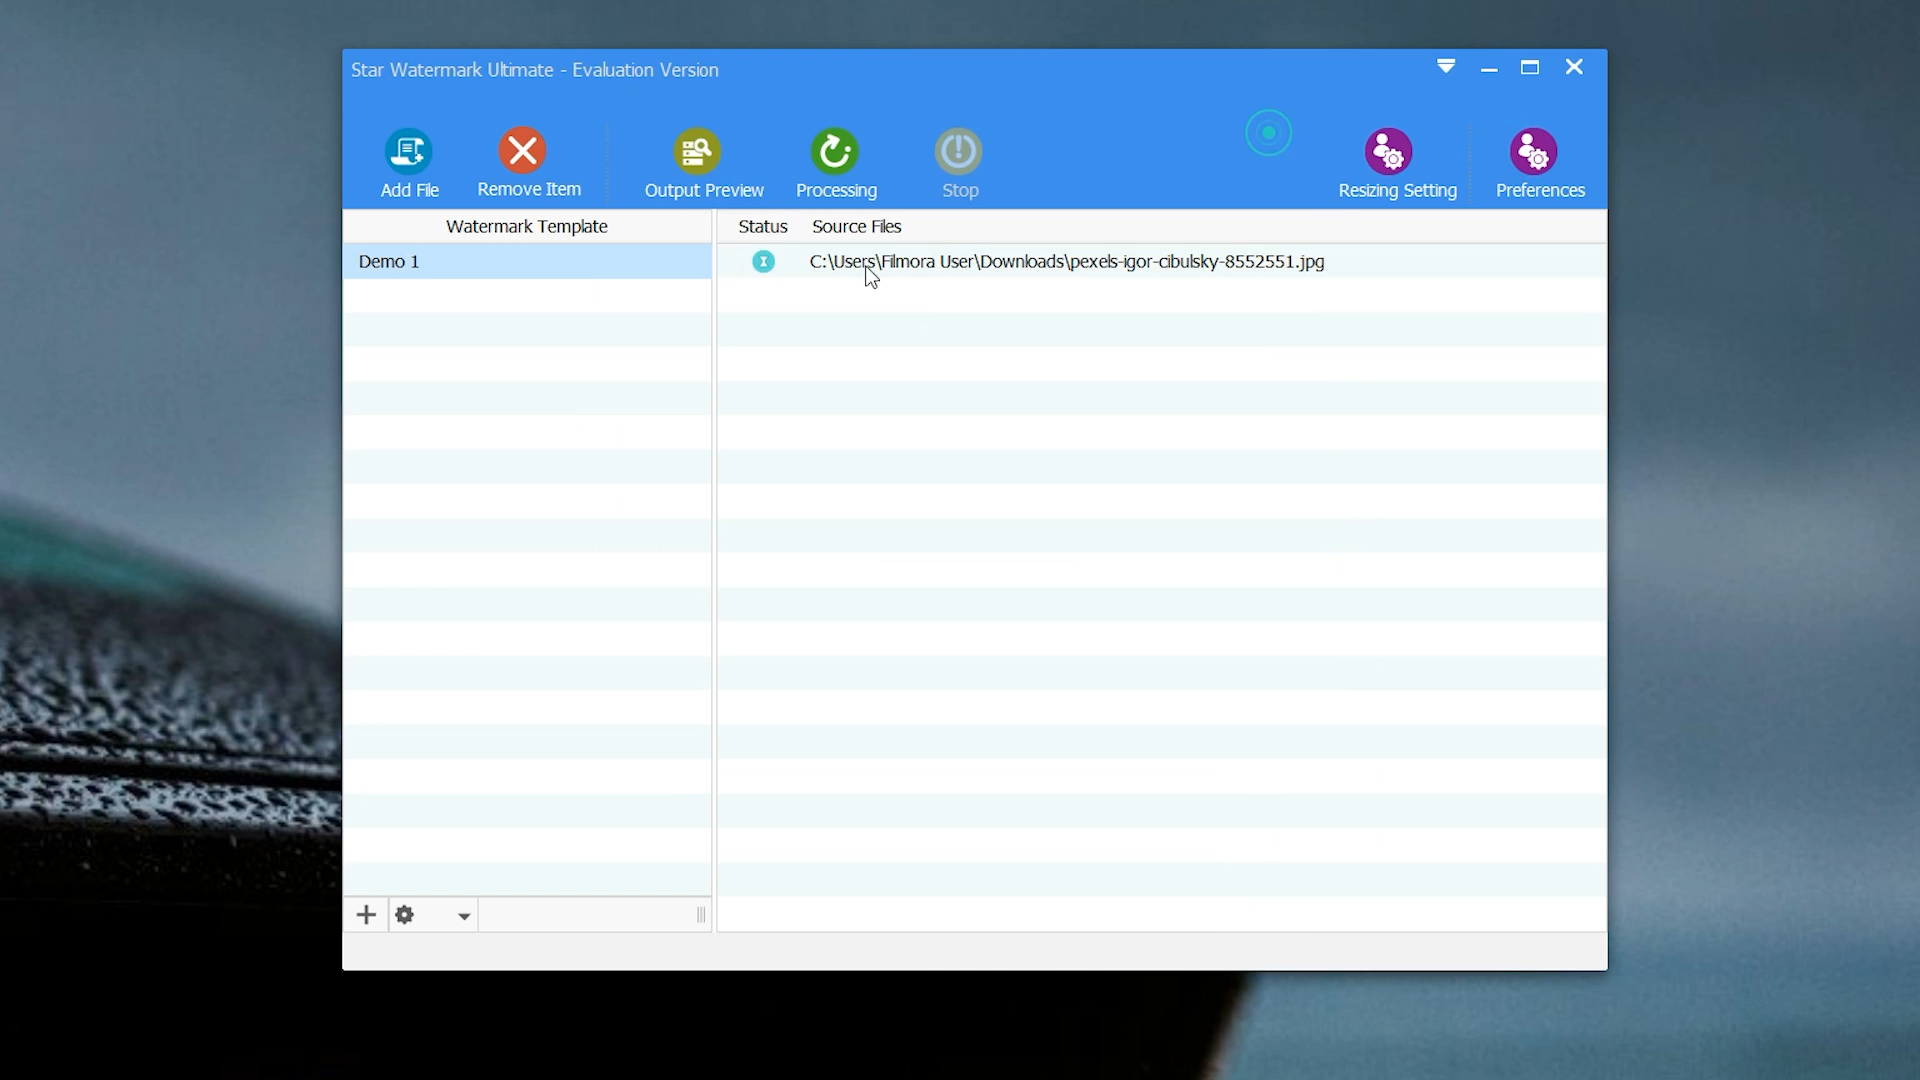 Star Watermark Ultimate - Evaluation Version
Add File
Remove Item
Output Preview
Processing
Stop
Resizing Setting
Preferences
Watermark Template
Status
Source Files
Demo 1
C:\Users\Filmora User\Downloads\pexels-igor-cibulsky-8552551.jpg